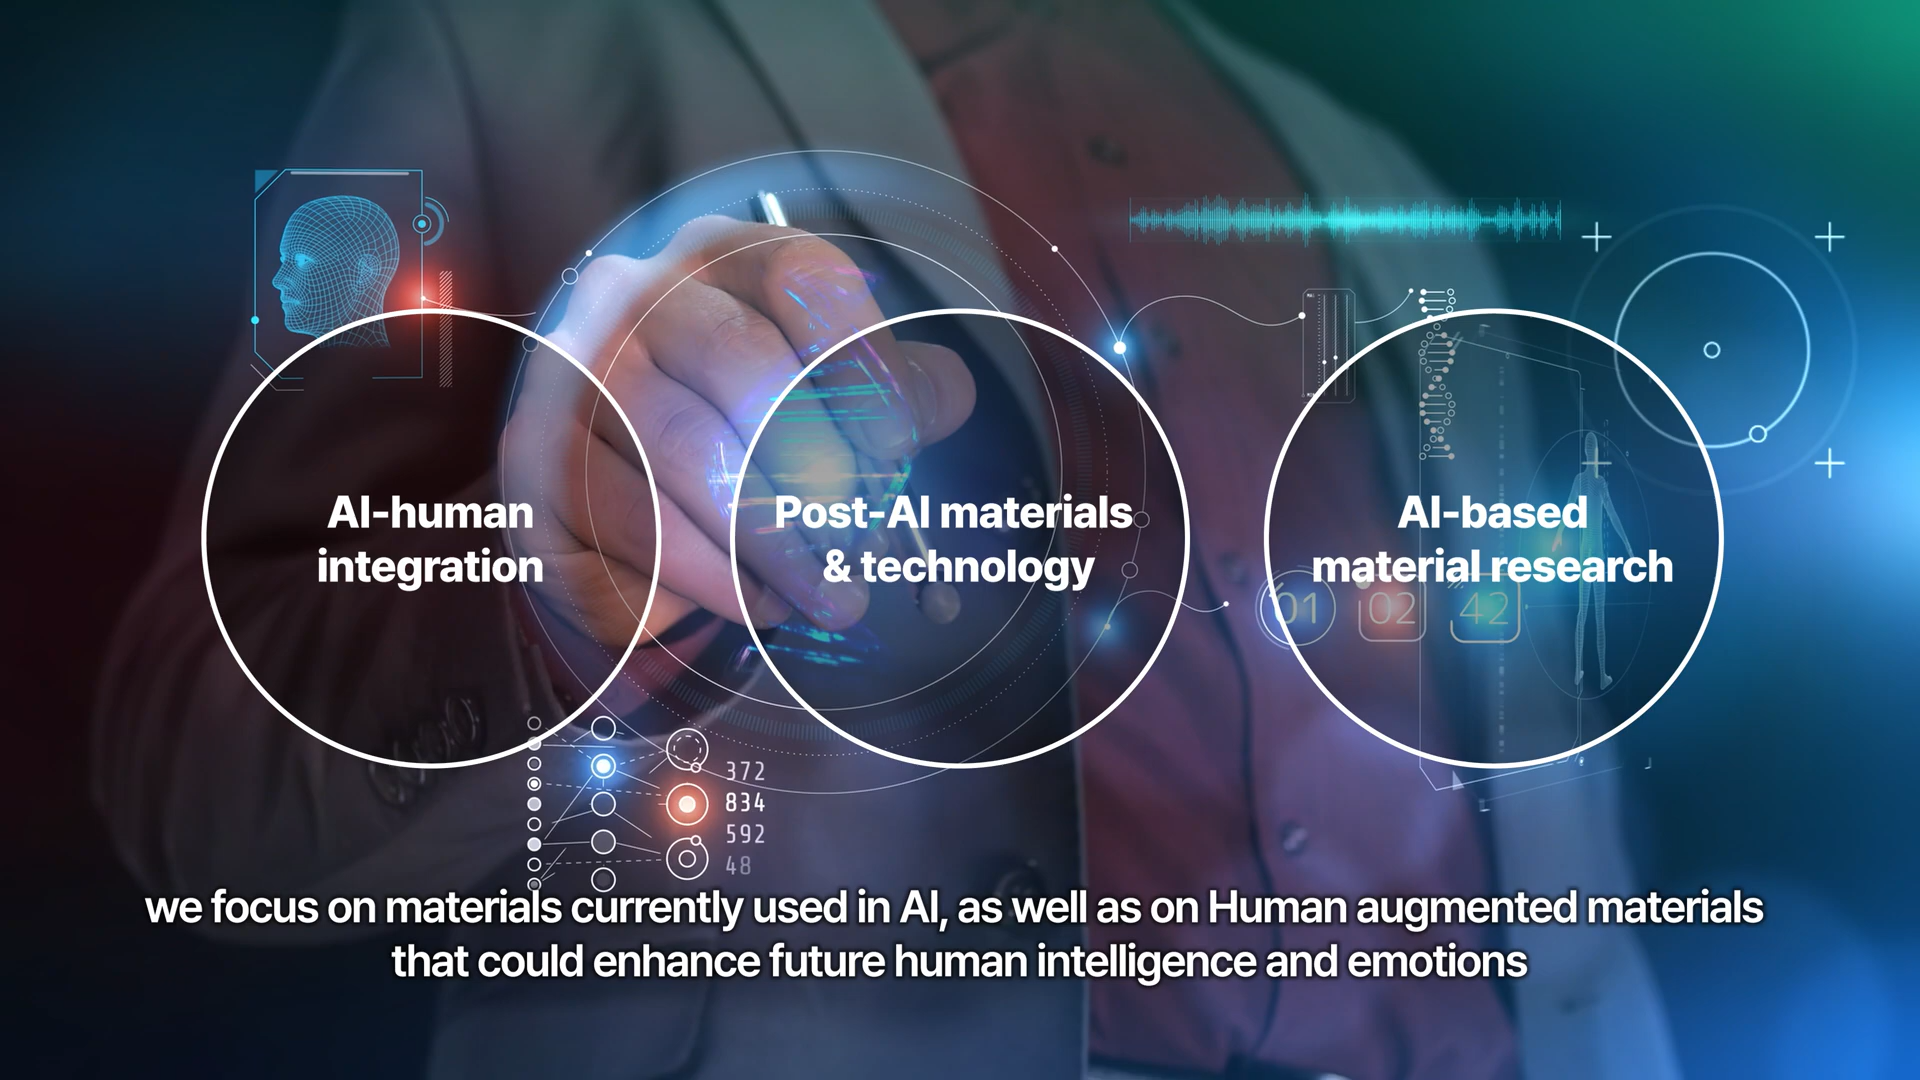 AI-human
integration
Post-AI materials
& technology
AI-based
material research
01 02 42
372
834
592
48
we focus on materials currently used in AI, as well as on Human augmented materials
that could enhance future human intelligence and emotions